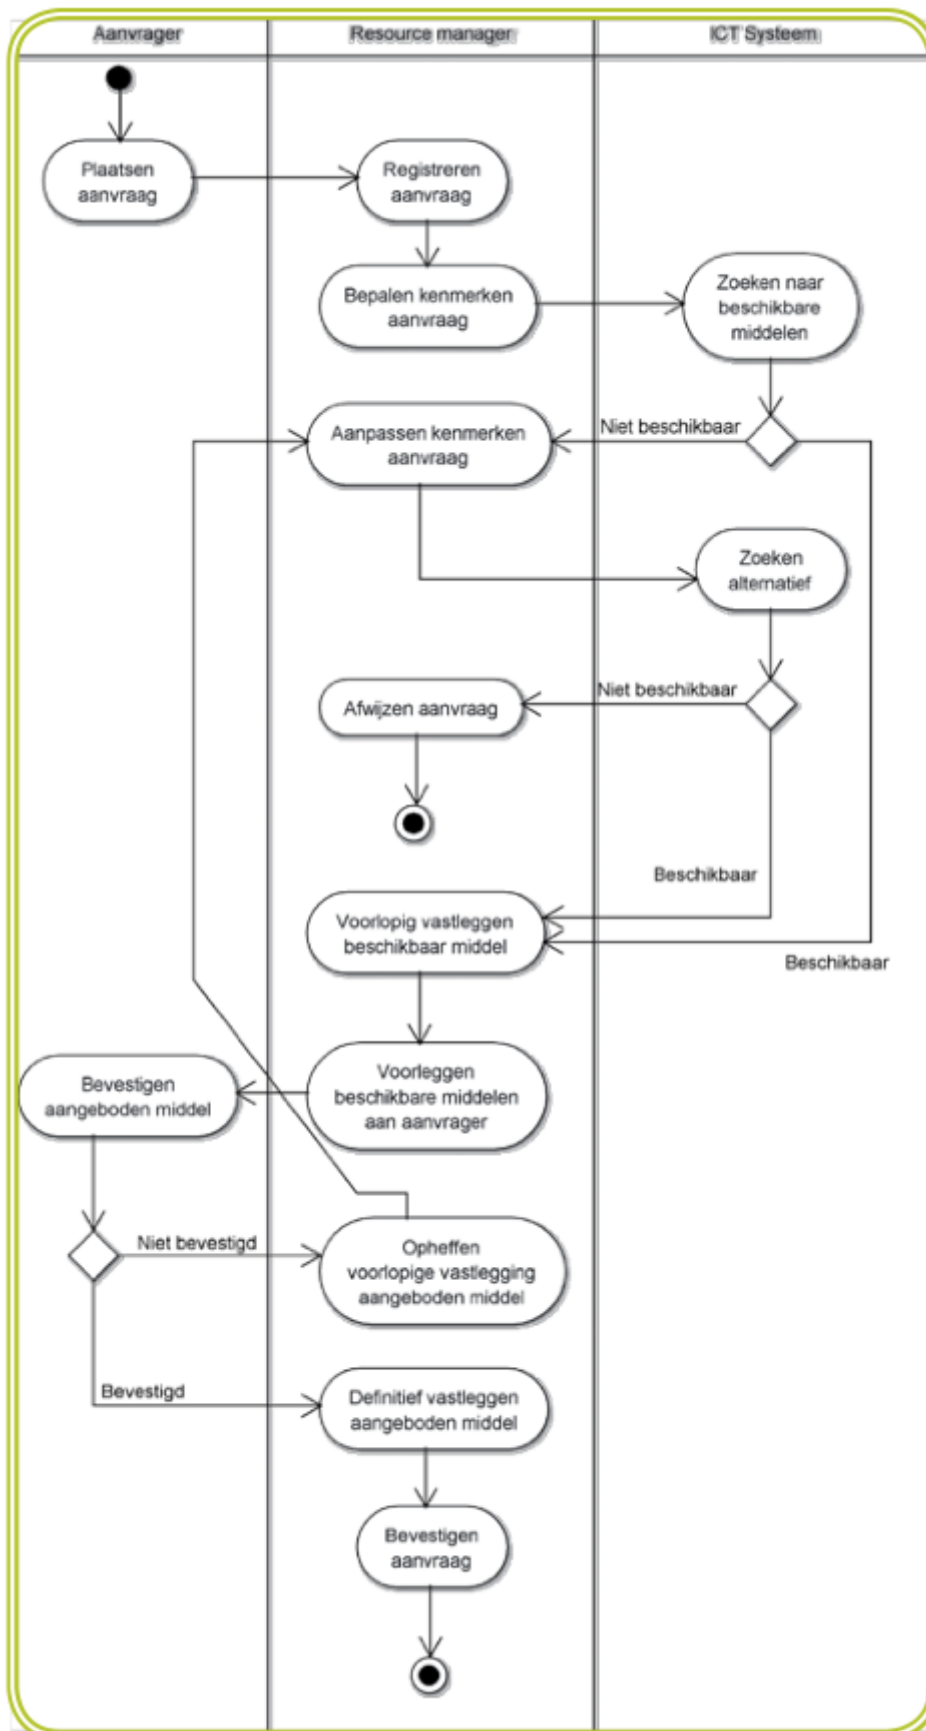 Aanvrager
Resource manager
ICT Systeem
Plaatsen
aanvraag
Registreren
aanvraag
Bepalen kenmerken
aanvraag
Zoeken naar
beschikbare
middelen
Niet beschikbaar
Aanpassen kenmerken
aanvraag
Zoeken
alternatief
Niet beschikbaar
Afwijzen aanvraag
Beschikbaar
Voorlopig vastleggen
beschikbaar middel
Beschikbaar
Voorleggen
beschikbare middelen
aan aanvrager
Bevestigen
aangeboden middel
Niet bevestigd
Opheffen
voorlopige vastlegging
aangeboden middel
Bevestigd
Definitief vastleggen
aangeboden middel
Bevestigen
aanvraag